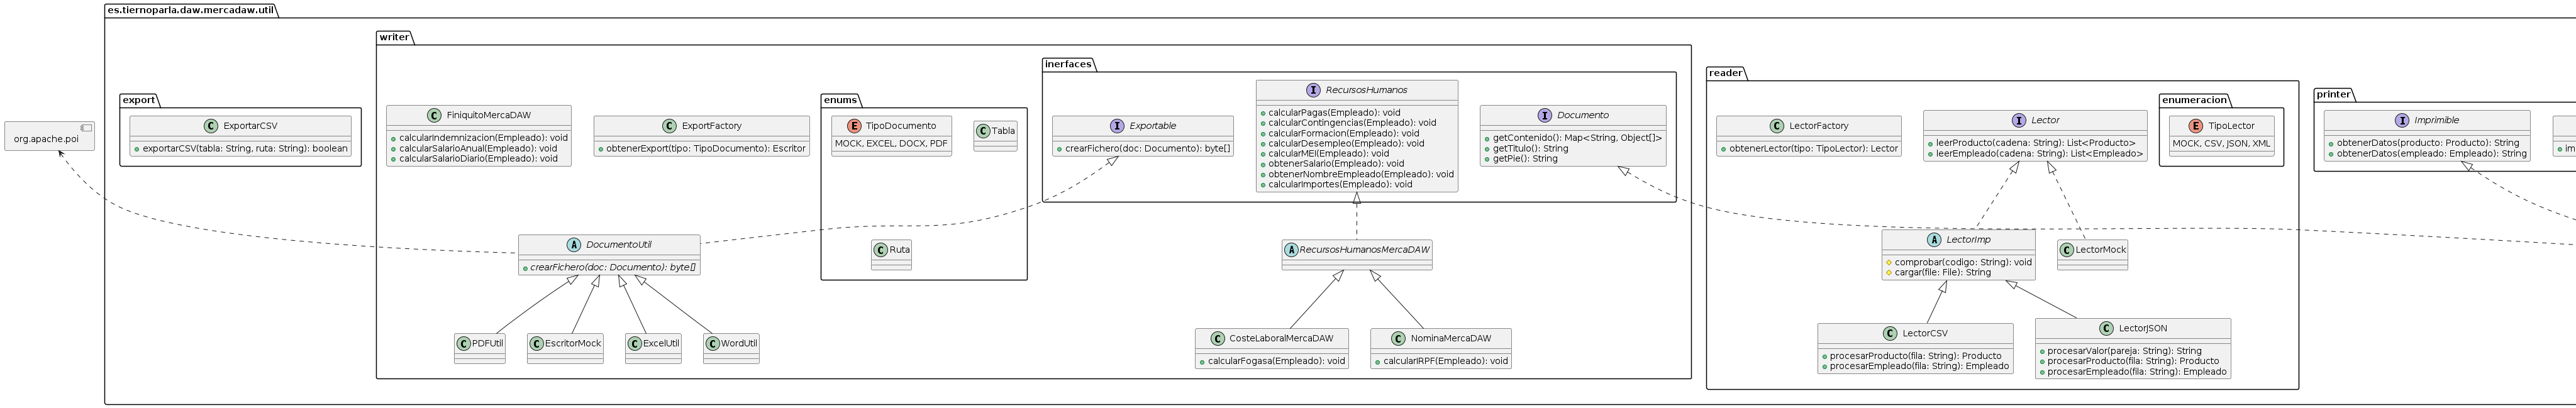 es.tiernoparla.daw.mercadaw.util
org.apache.poi
export
C ExportarCSV
exportarCSV(tabla: String, ruta: String): boolean
writer
C FiniquitoMercaDAW
calcularIndemnizacion(Empleado): void
calcularSalarioAnual(Empleado): void
calcularSalarioDiario(Empleado): void
C ExportFactory
obtenerExport(tipo: TipoDocumento): Escritor
enums
E TipoDocumento
MOCK, EXCEL, DOCX, PDF
C Tabla
C Ruta
inerfaces
I Exportable
crearFichero(doc: Documento): byte[]
I RecursosHumanos
calcularPagas(Empleado): void
calcularContingencias(Empleado): void
calcularFormacion(Empleado): void
calcularDesempleo(Empleado): void
calcularMEI(Empleado): void
obtenerSalario(Empleado): void
obtenerNombreEmpleado(Empleado): void
calcularImportes(Empleado): void
I Documento
getContenido(): Map<String, Object[]>
getTitulo(): String
getPie(): String
A DocumentoUtil
crearFichero(doc: Documento): byte[]
C PDFUtil
C EscritorMock
C ExcelUtil
C WordUtil
A RecursosHumanosMercaDAW
C CosteLaboralMercaDAW
calcularFogasa(Empleado): void
C NominaMercaDAW
calcularIRPF(Empleado): void
reader
C LectorFactory
obtenerLector(tipo: TipoLector): Lector
I Lector
leerProducto(cadena: String): List<Producto>
leerEmpleado(cadena: String): List<Empleado>
enumeracion
E TipoLector
MOCK, CSV, JSON, XML
A LectorImp
comprobar(codigo: String): void
cargar(file: File): String
C LectorMock
C LectorCSV
procesarProducto(fila: String): Producto
procesarEmpleado(fila: String): Empleado
C LectorJSON
procesarValor(pareja: String): String
procesarProducto(fila: String): Producto
procesarEmpleado(fila: String): Empleado
printer
I Imprimible
obtenerDatos(producto: Producto): String
obtenerDatos(empleado: Empleado): String
im